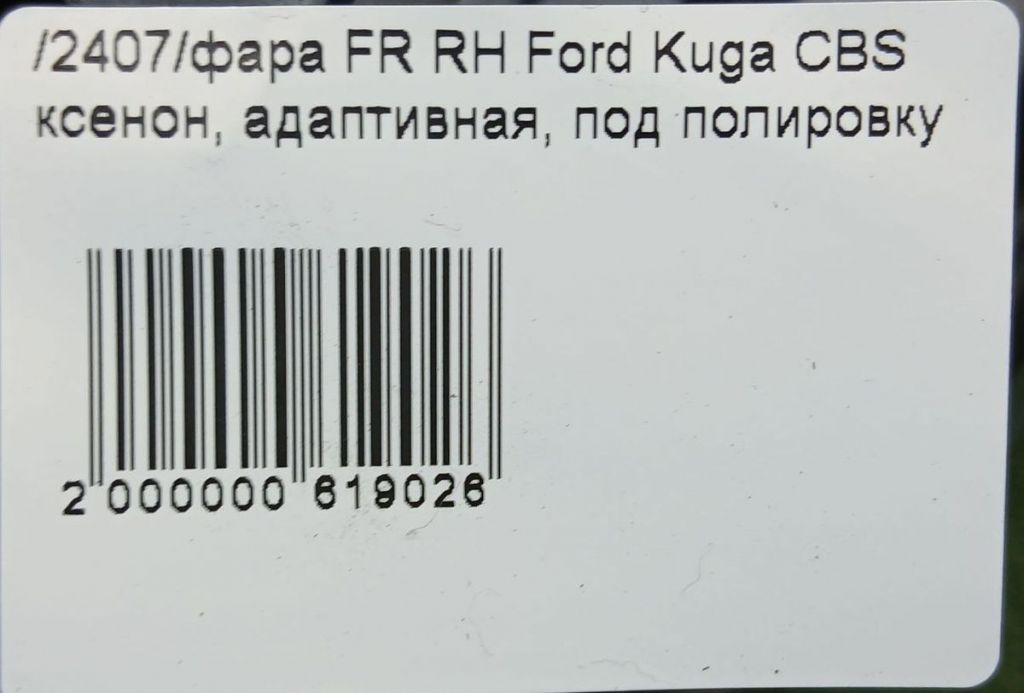 /2407/фара FR RH Ford Kuga CBS
ксенон, адаптивная, под полировку
2 000000 619026